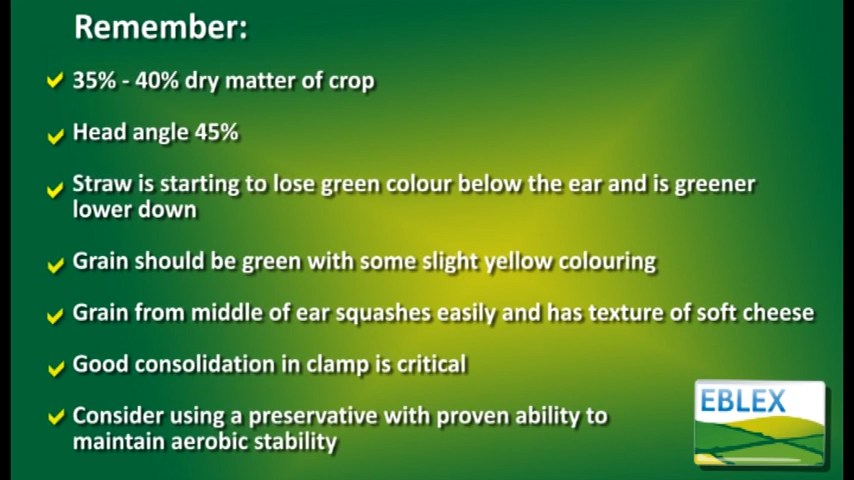 Remember:
35% - 40% dry matter of crop
Head angle 45%
Straw is starting to lose green colour below the ear and is greener
lower down
Grain should be green with some slight yellow colouring
Grain from middle of ear squashes easily and has texture of soft cheese
Good consolidation in clamp is critical
Consider using a preservative with proven ability to
maintain aerobic stability
EBLEX